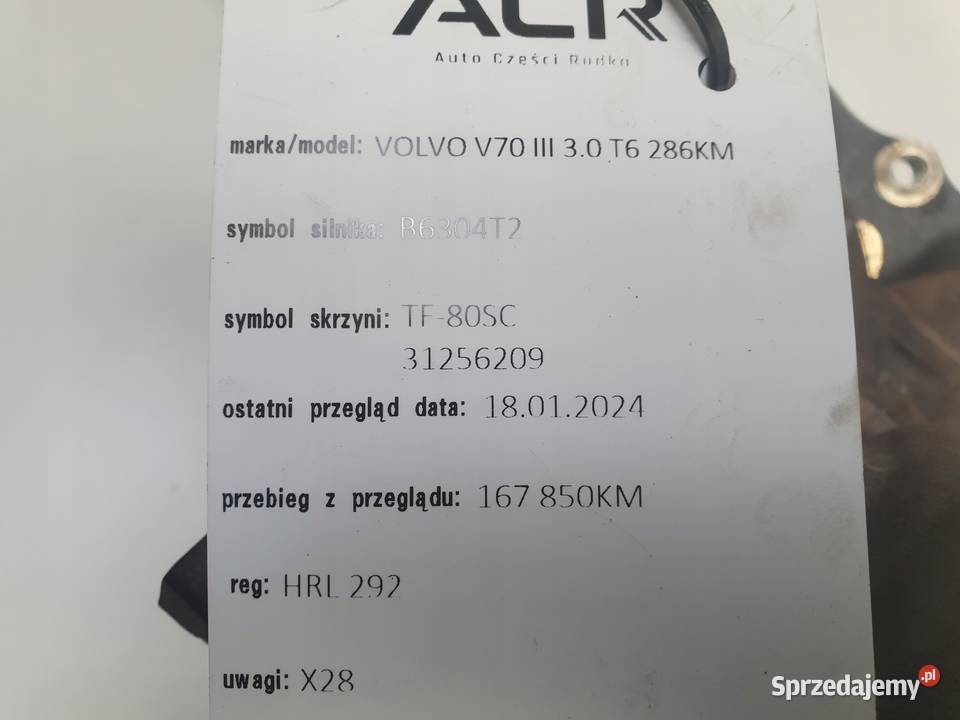 ACR
Auto Części Rudko
marka/model: VOLVO V70 III 3.0 T6 286KM
symbol silnika: B6304T2
symbol skrzyni: TF-80SC
31256209
ostatni przegląd data: 18.01.2024
przebieg z przeglądu: 167 850KM
reg: HRL 292
uwagi: X28
Sprzedajemy.pl